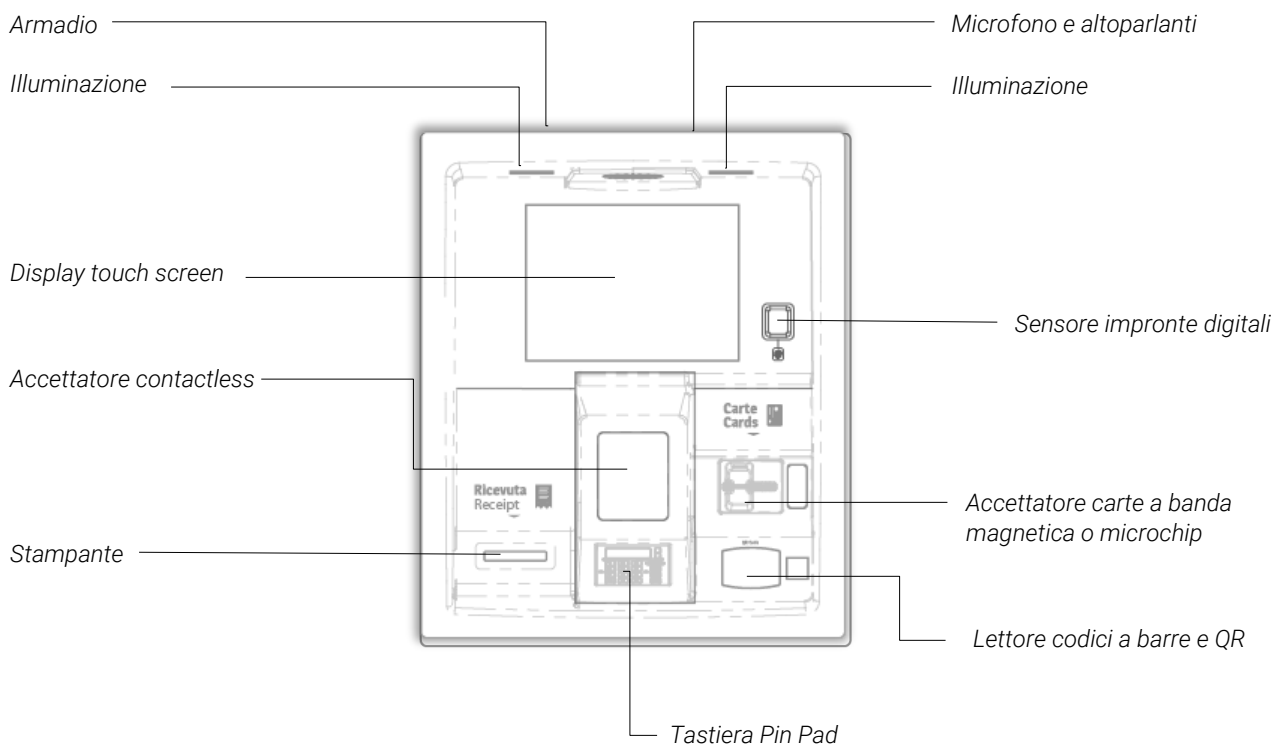 Armadio
Microfono e altoparlanti
Illuminazione
Illuminazione
Display touch screen
Sensore impronte digitali
Accettatore contactless
Carte
Cards
Ricevuta
Receipt
Accettatore carte a banda
magnetica o microchip
Stampante
Lettore codici a barre e QR
Tastiera Pin Pad